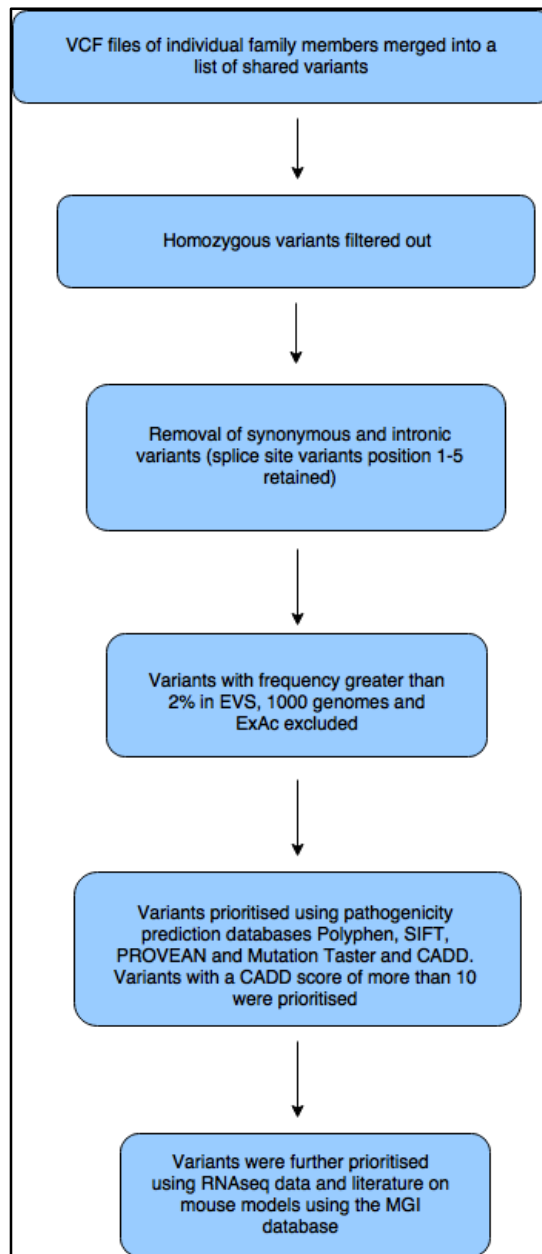 VCF files of individual family members merged into a
list of shared variants
Homozygous variants filtered out
Removal of synonymous and intronic
variants (splice site variants position 1-5
retained)
Variants with frequency greater than
2% in EVS, 1000 genomes and
ExAc excluded
Variants prioritised using pathogenicity
prediction databases Polyphen, SIFT,
PROVEAN and Mutation Taster and CADD.
Variants with a CADD score of more than 10
were prioritised
Variants were further prioritised
using RNAseq data and literature on
mouse models using the MGI
database